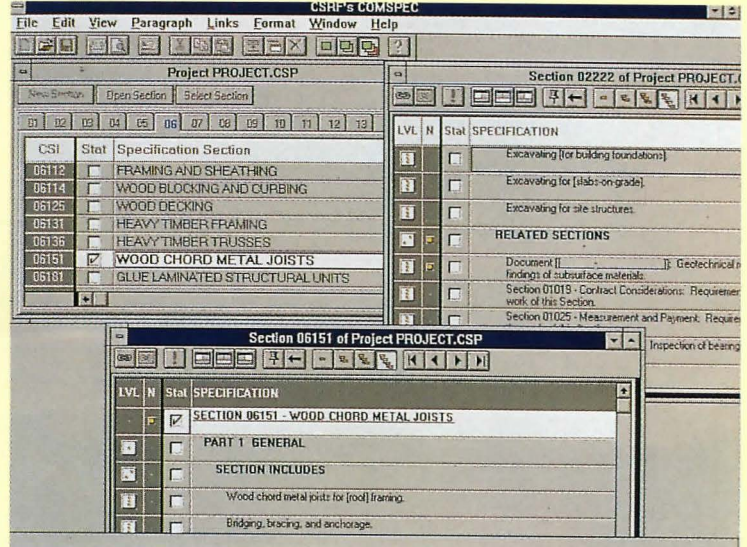 CSRF's COMSPEC
File Edit View Paragraph Links Format Window Help
Project PROJECT.CSP
New Section Open Section Select Section
01 02 03 04 05 06 07 08 09 10 11 12 13
CSI Stat Specification Section
06112 FRAMING AND SHEATHING
06114 WOOD BLOCKING AND CURBING
06125 WOOD DECKING
06131 HEAVY TIMBER FRAMING
06136 HEAVY TIMBER TRUSSES
06151 WOOD CHORD METAL JOISTS
06181 GLUE LAMINATED STRUCTURAL UNITS
Section 02222 of Project PROJECT.
LVL N Stat SPECIFICATION
Excavating [for building foundations].
Excavating for [slabs-on-grade].
Excavating for site structures.
RELATED SECTIONS
Document [[ ]]: Geotechnical
findings of subsurface materials.
Section 01019 - Contract Considerations:
work of this Section.
Section 01025 - Measurement and Payment:
Inspection of bearing
Section 06151 of Project PROJECT.CSP
LVL N Stat SPECIFICATION
SECTION 06151 - WOOD CHORD METAL JOISTS
PART 1 GENERAL
SECTION INCLUDES
Wood chord metal joists for [roof] framing.
Bridging, bracing, and anchorage.